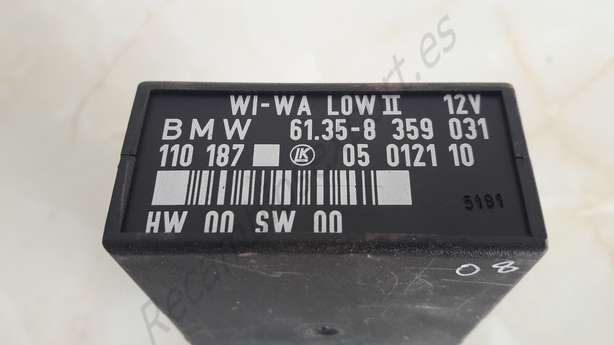 WI-WA LOW II 12V
BMW 61.35-8 359 031
110 187 LK 05 0121 10
5191
HW 00 SW 00
08